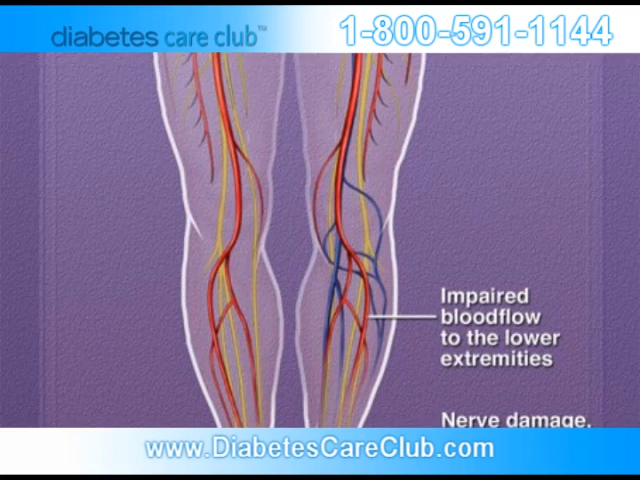 diabetes care club™
1-800-591-1144
Impaired
bloodflow
to the lower
extremities
Nerve damage,
www.DiabetesCareClub.com